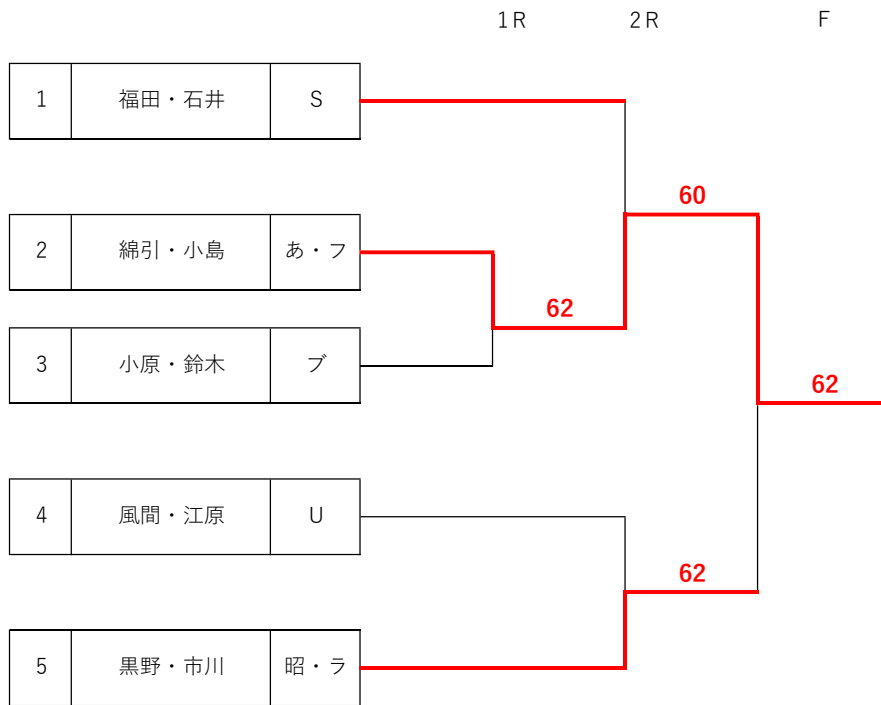 1R 2R F
1 福田・石井 S
60
2 綿引・小島 あ・フ
62
3 小原・鈴木 ブ
62
4 風間・江原 U
62
5 黒野・市川 昭・ラ